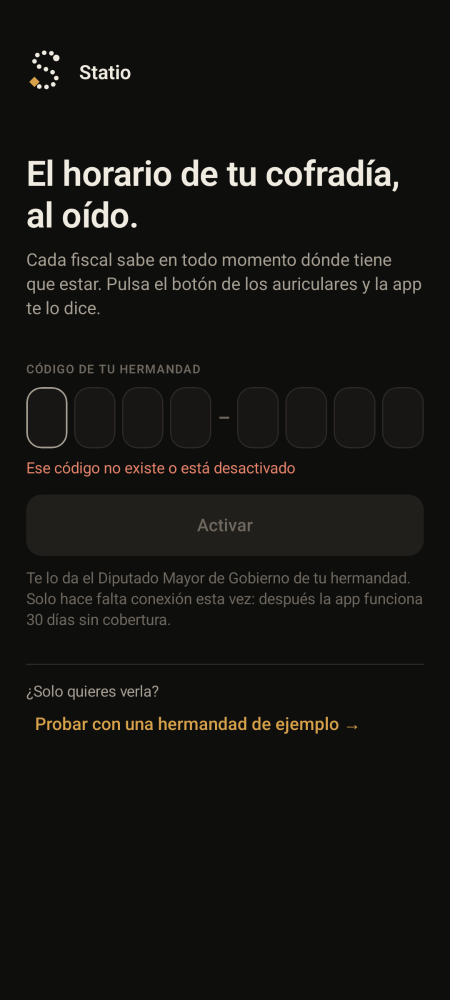 Statio
El horario de tu cofradía,
al oído.
Cada fiscal sabe en todo momento dónde tiene
que estar. Pulsa el botón de los auriculares y la app
te lo dice.
CÓDIGO DE TU HERMANDAD
–
Ese código no existe o está desactivado
Activar
Te lo da el Diputado Mayor de Gobierno de tu hermandad.
Solo hace falta conexión esta vez: después la app funciona
30 días sin cobertura.
¿Solo quieres verla?
Probar con una hermandad de ejemplo →